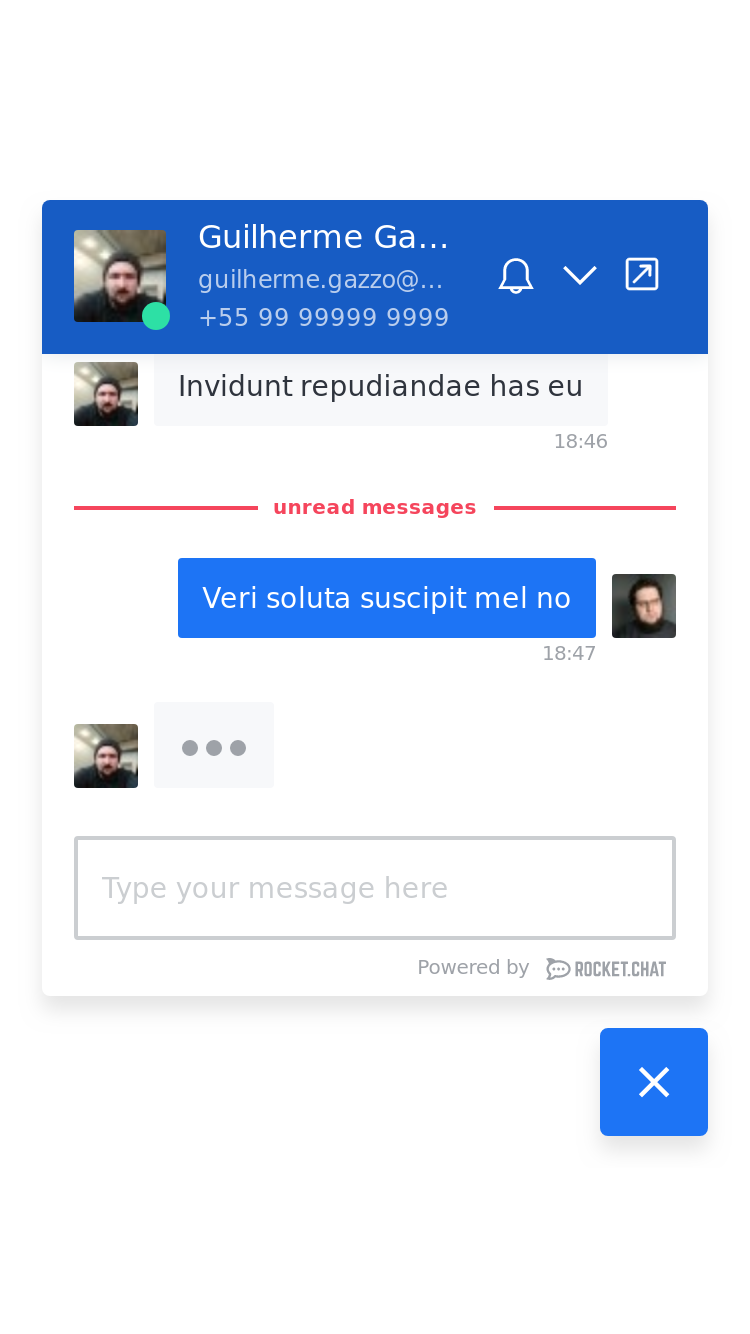 Guilherme Ga...
guilherme.gazzo@...
+55 99 99999 9999
Invidunt repudiandae has eu
18:46
unread messages
Veri soluta suscipit mel no
18:47
Type your message here
Powered by ROCKET.CHAT